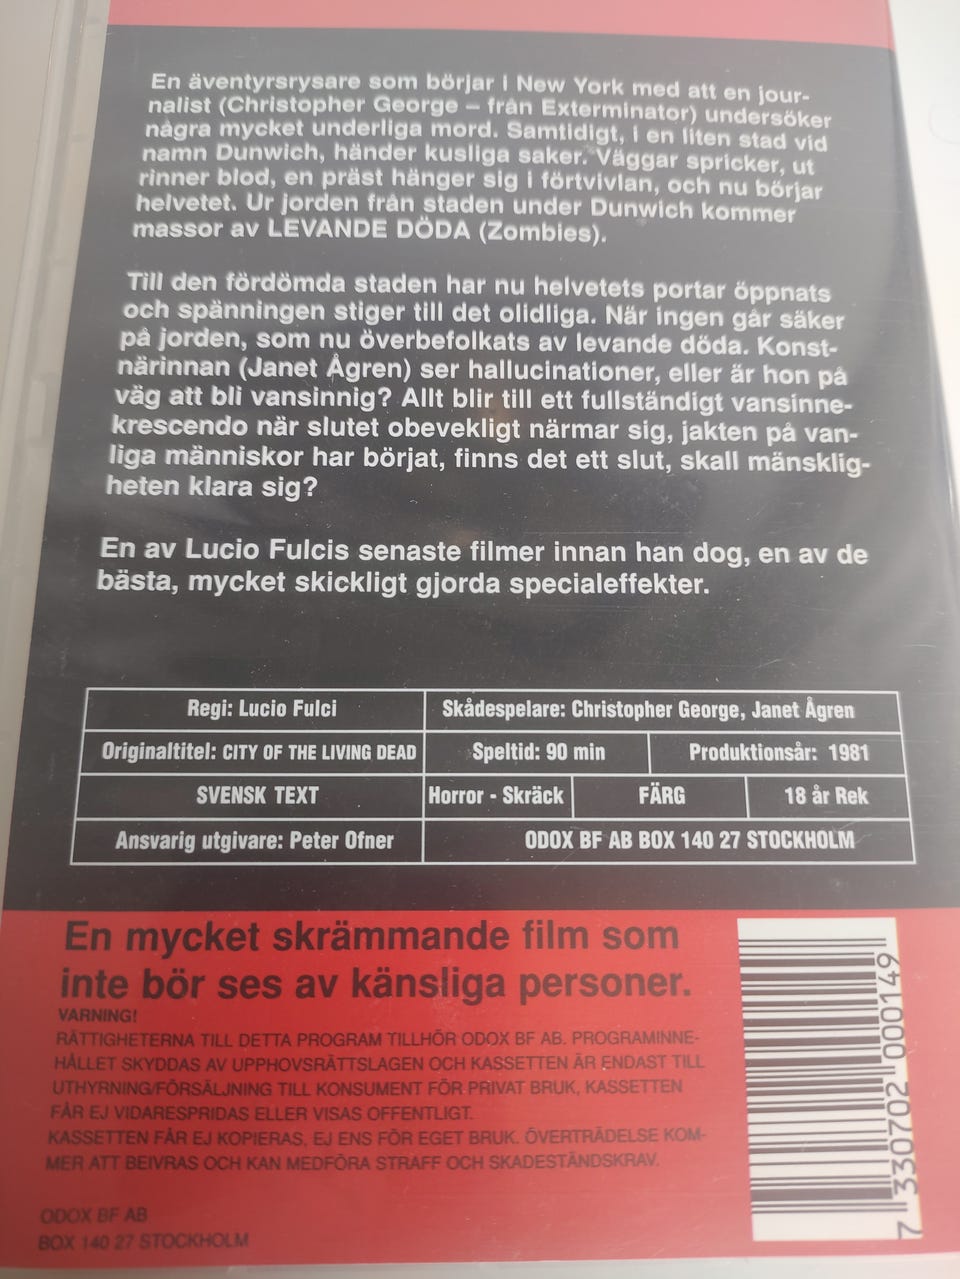 En äventyrsrysare som börjar i New York med att en jour-
nalist (Christopher George – från Exterminator) undersöker
några mycket underliga mord. Samtidigt, i en liten stad vid
namn Dunwich, händer kusliga saker. Väggar spricker, ut
rinner blod, en präst hänger sig i förtvivlan, och nu börjar
helvetet. Ur jorden från staden under Dunwich kommer
massor av LEVANDE DÖDA (Zombies).
Till den fördömda staden har nu helvetets portar öppnats
och spänningen stiger till det olidliga. När ingen går säker
på jorden, som nu överbefolkats av levande döda. Konst-
närinnan (Janet Ågren) ser hallucinationer, eller är hon på
väg att bli vansinnig? Allt blir till ett fullständigt vansinne-
krescendo när slutet obevekligt närmar sig, jakten på van-
liga människor har börjat, finns det ett slut, skall mänsklig-
heten klara sig?
En av Lucio Fulcis senaste filmer innan han dog, en av de
bästa, mycket skickligt gjorda specialeffekter.
Regi: Lucio Fulci Skådespelare: Christopher George, Janet Ågren
Originaltitel: CITY OF THE LIVING DEAD Speltid: 90 min Produktionsår: 1981
SVENSK TEXT Horror - Skräck FÄRG 18 år Rek
Ansvarig utgivare: Peter Ofner ODOX BF AB BOX 140 27 STOCKHOLM
En mycket skrämmande film som
inte bör ses av känsliga personer.
VARNING!
RÄTTIGHETERNA TILL DETTA PROGRAM TILLHÖR ODOX BF AB. PROGRAMINNE-
HÅLLET SKYDDAS AV UPPHOVSRÄTTSLAGEN OCH KASSETTEN ÄR ENDAST TILL
UTHYRNING/FÖRSÄLJNING TILL KONSUMENT FÖR PRIVAT BRUK, KASSETTEN
FÅR EJ VIDARESPRIDAS ELLER VISAS OFFENTLIGT.
KASSETTEN FÅR EJ KOPIERAS, EJ ENS FÖR EGET BRUK. ÖVERTRÄDELSE KOM-
MER ATT BEIVRAS OCH KAN MEDFÖRA STRAFF OCH SKADESTÅNDSKRAV.
ODOX BF AB
BOX 140 27 STOCKHOLM
7 330702 000149